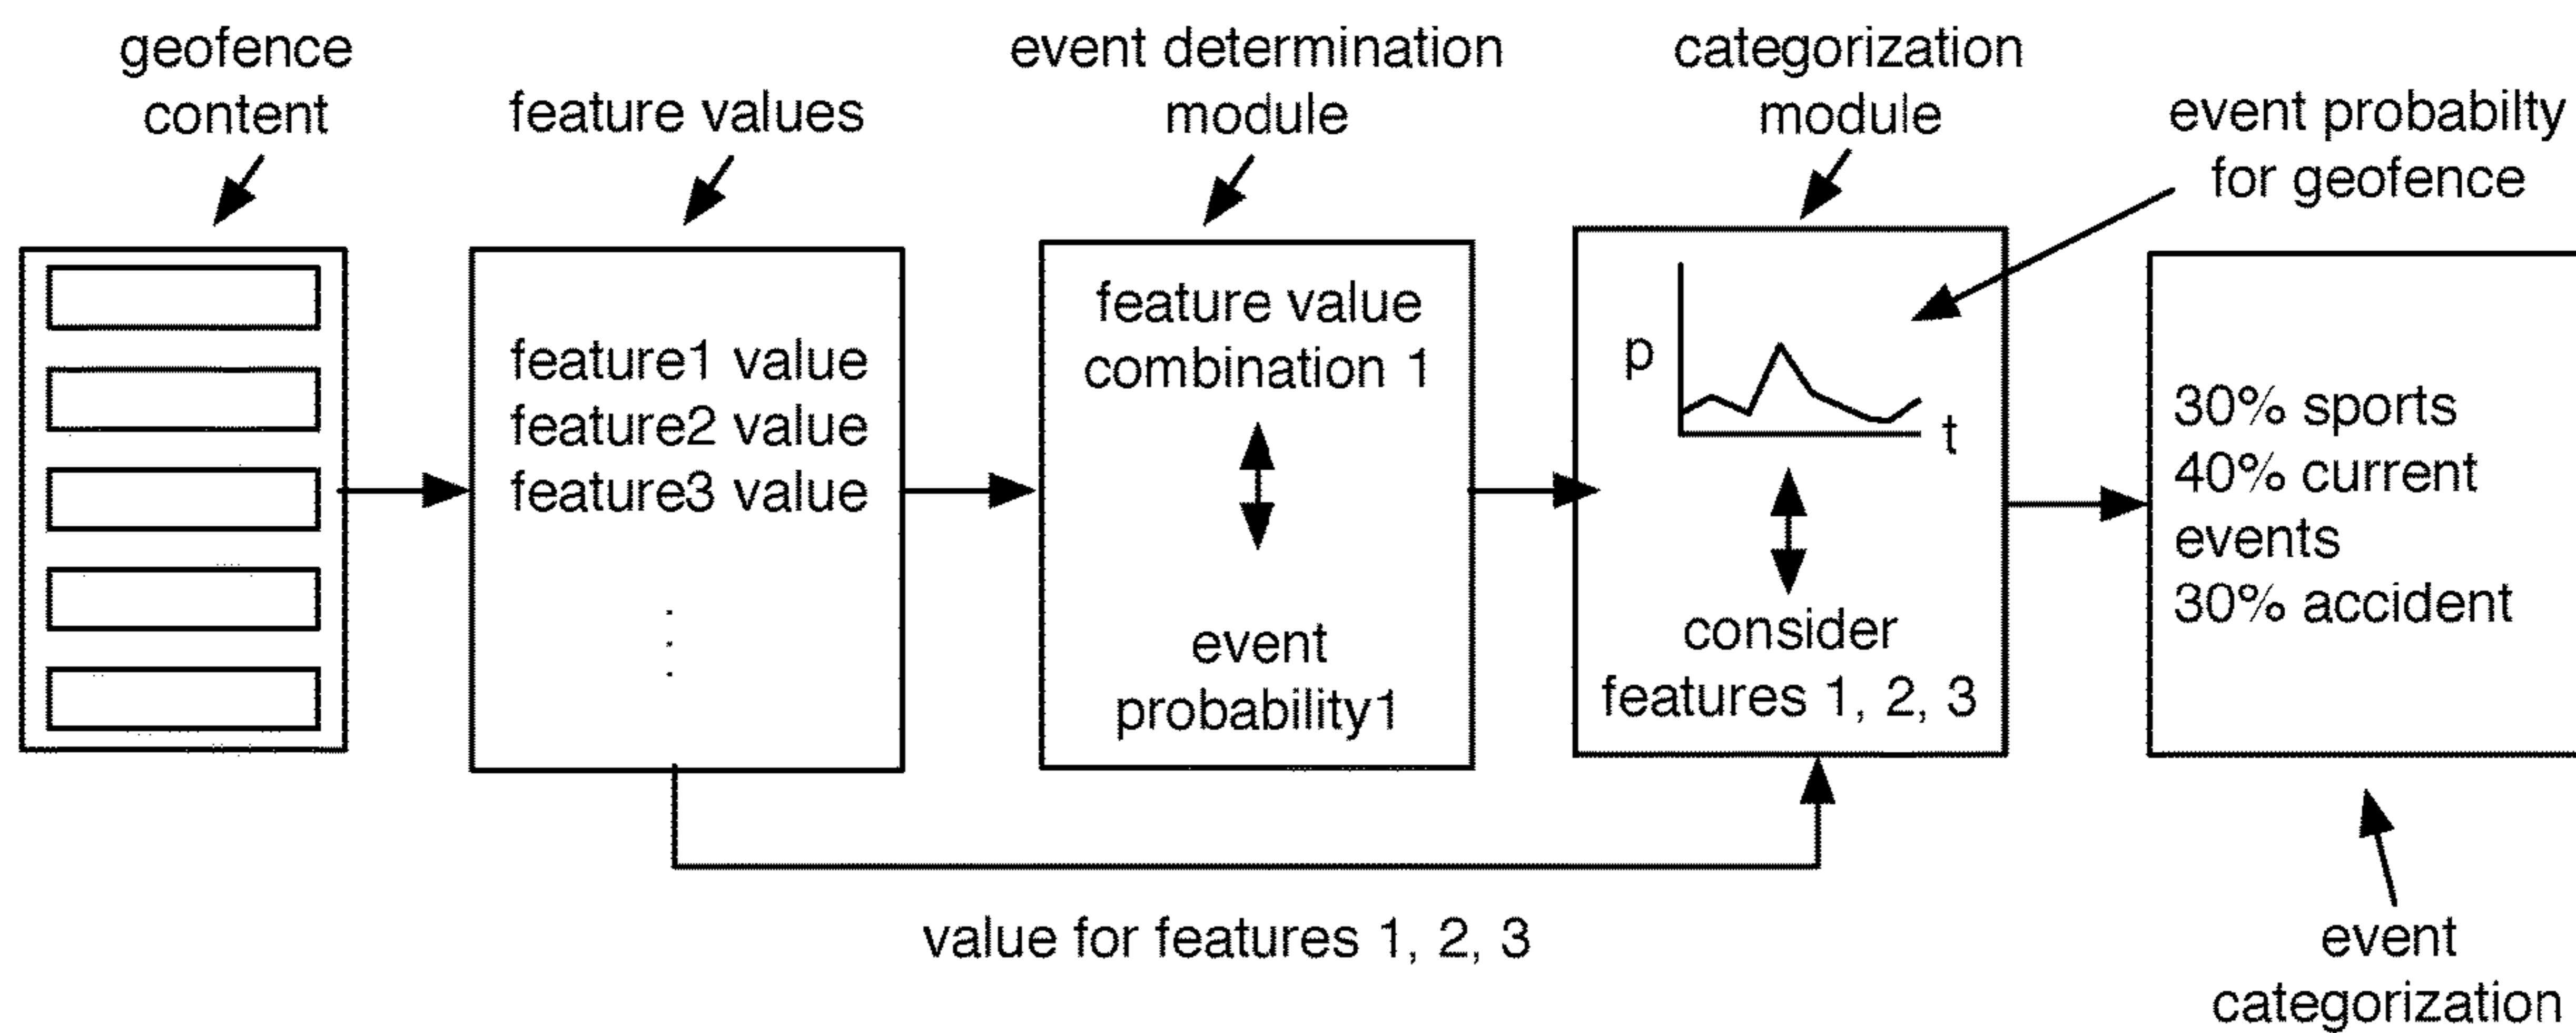 geofence
content
feature values
event determination
module
categorization
module
event probabilty
for geofence
feature1 value
feature2 value
feature3 value
feature value
combination 1
event
probability1
p
t
consider
features 1, 2, 3
30% sports
40% current
events
30% accident
value for features 1, 2, 3
event
categorization